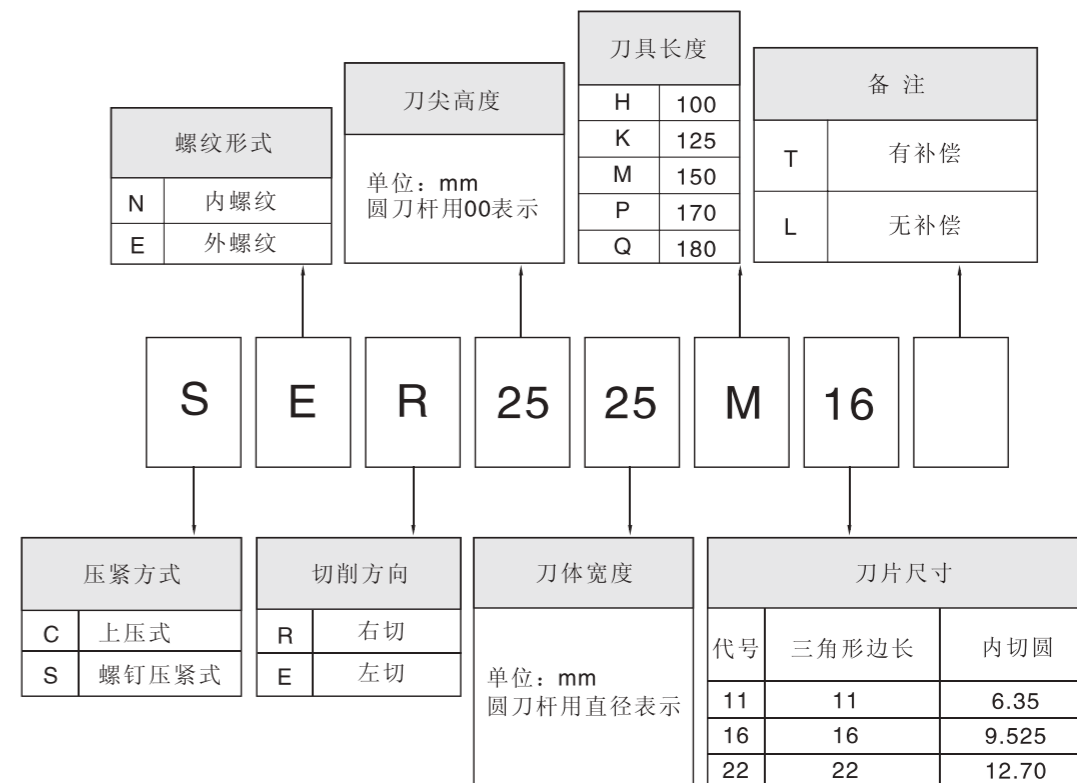 螺纹形式
N 内螺纹
E 外螺纹
刀尖高度
单位：mm
圆刀杆用00表示
刀具长度
H 100
K 125
M 150
P 170
Q 180
备 注
T 有补偿
L 无补偿
S E R 25 25 M 16
压紧方式
C 上压式
S 螺钉压紧式
切削方向
R 右切
E 左切
刀体宽度
单位：mm
圆刀杆用直径表示
刀片尺寸
代号 三角形边长 内切圆
11 11 6.35
16 16 9.525
22 22 12.70